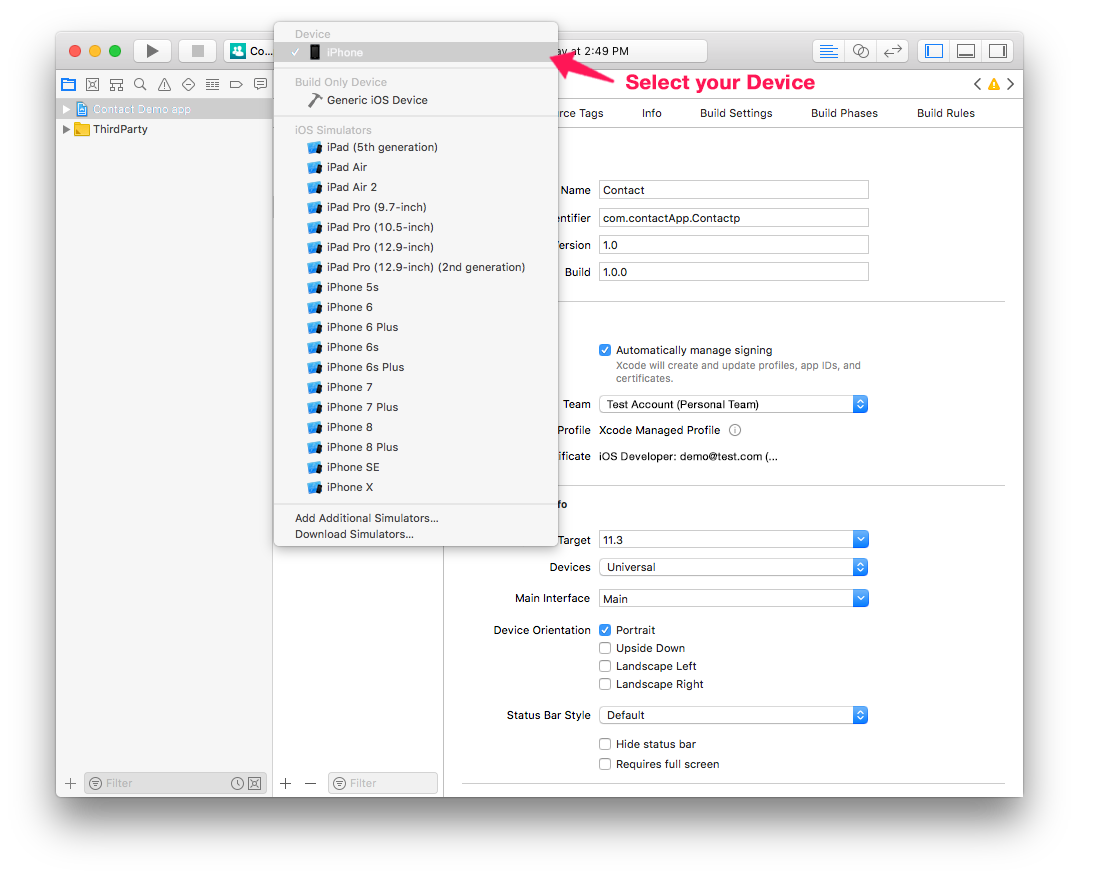 Device
✓ iPhone
Co...
ay at 2:49 PM
Select your Device
Build Only Device
Generic iOS Device
Contact Demo app
ThirdParty
rce Tags
Info
Build Settings
Build Phases
Build Rules
iOS Simulators
iPad (5th generation)
iPad Air
iPad Air 2
iPad Pro (9.7-inch)
iPad Pro (10.5-inch)
iPad Pro (12.9-inch)
iPad Pro (12.9-inch) (2nd generation)
iPhone 5s
iPhone 6
iPhone 6 Plus
iPhone 6s
iPhone 6s Plus
iPhone 7
iPhone 7 Plus
iPhone 8
iPhone 8 Plus
iPhone SE
iPhone X
Add Additional Simulators...
Download Simulators...
Name Contact
entifier com.contactApp.Contactp
Version 1.0
Build 1.0.0
Automatically manage signing
Xcode will create and update profiles, app IDs, and
certificates.
Team Test Account (Personal Team)
Profile Xcode Managed Profile
ificate iOS Developer: demo@test.com (...
fo
Target 11.3
Devices Universal
Main Interface Main
Device Orientation Portrait
Upside Down
Landscape Left
Landscape Right
Status Bar Style Default
Hide status bar
Requires full screen
Filter
Filter